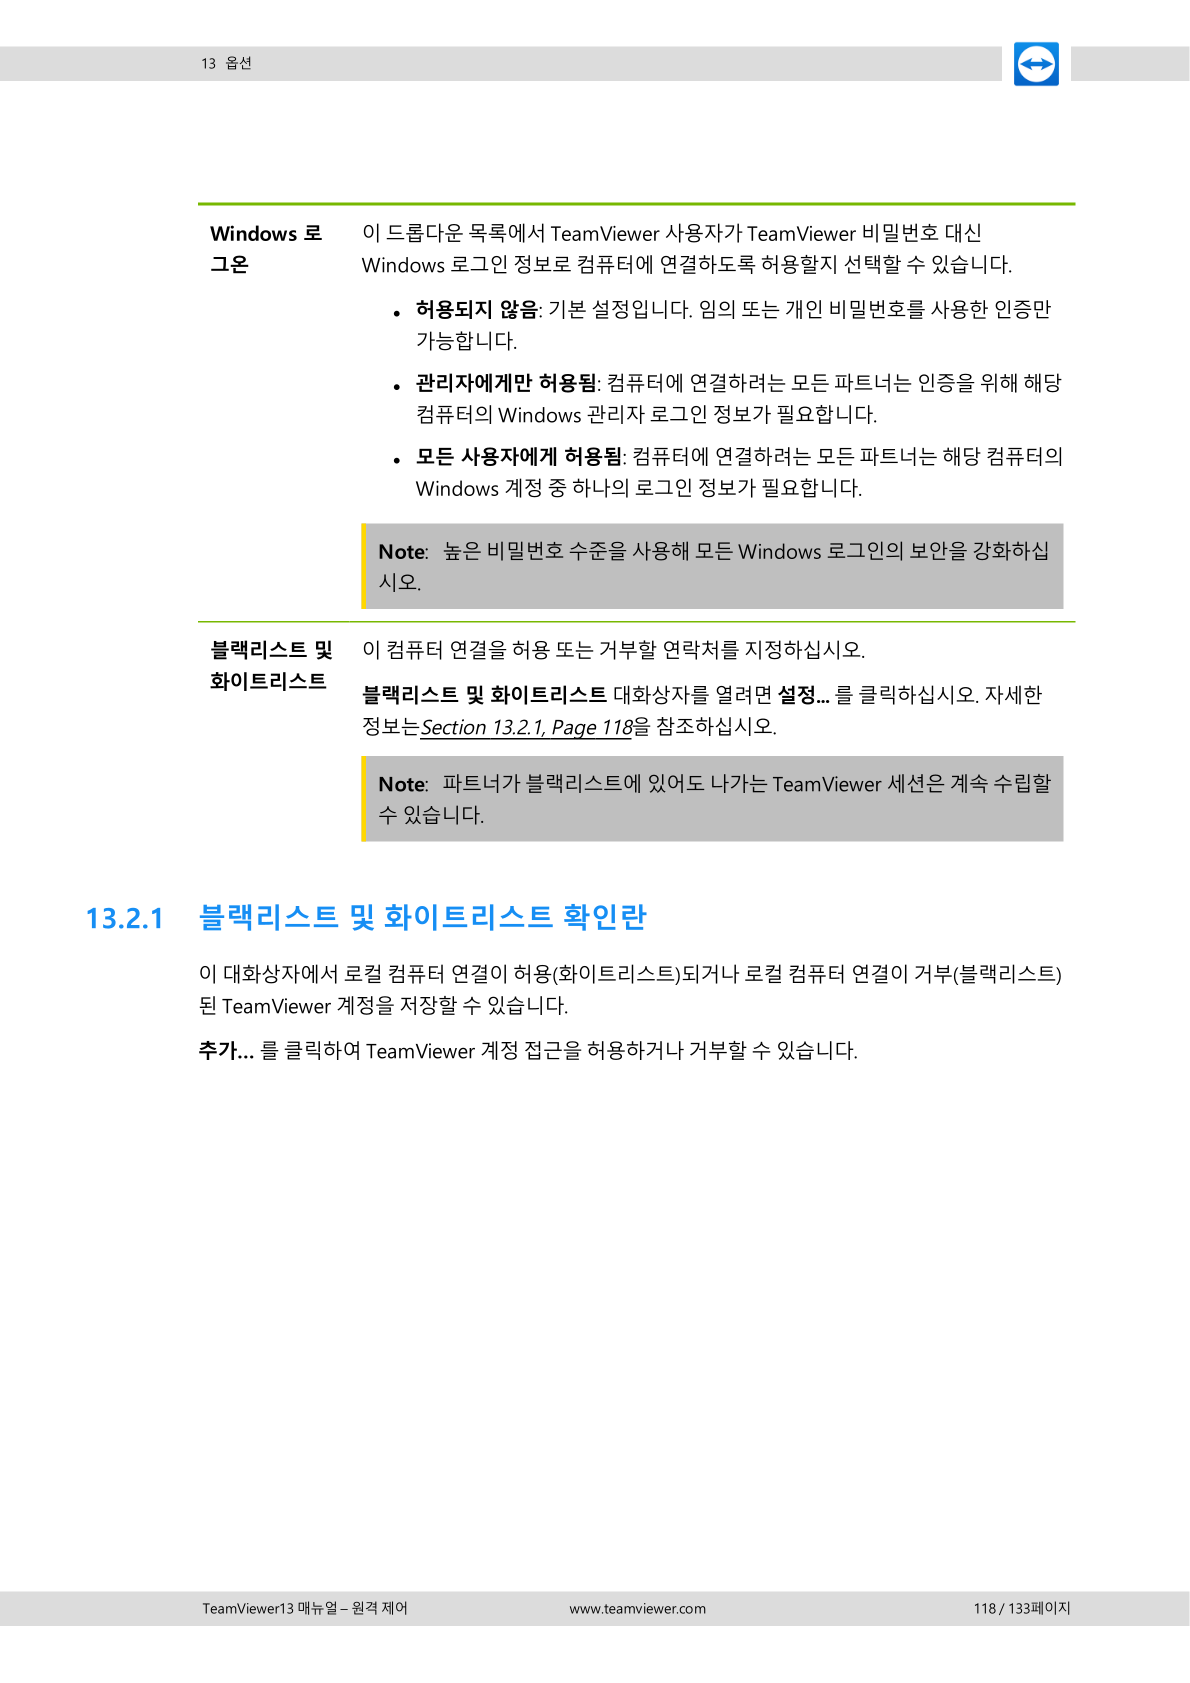 13 옵션
Windows 로
그온
이 드롭다운 목록에서 TeamViewer 사용자가 TeamViewer 비밀번호 대신
Windows 로그인 정보로 컴퓨터에 연결하도록 허용할지 선택할 수 있습니다.
• 허용되지 않음: 기본 설정입니다. 임의 또는 개인 비밀번호를 사용한 인증만
가능합니다.
• 관리자에게만 허용됨: 컴퓨터에 연결하려는 모든 파트너는 인증을 위해 해당
컴퓨터의 Windows 관리자 로그인 정보가 필요합니다.
• 모든 사용자에게 허용됨: 컴퓨터에 연결하려는 모든 파트너는 해당 컴퓨터의
Windows 계정 중 하나의 로그인 정보가 필요합니다.
Note: 높은 비밀번호 수준을 사용해 모든 Windows 로그인의 보안을 강화하십
시오.
블랙리스트 및
화이트리스트
이 컴퓨터 연결을 허용 또는 거부할 연락처를 지정하십시오.
블랙리스트 및 화이트리스트 대화상자를 열려면 설정... 를 클릭하십시오. 자세한
정보는Section 13.2.1, Page 118을 참조하십시오.
Note: 파트너가 블랙리스트에 있어도 나가는 TeamViewer 세션은 계속 수립할
수 있습니다.
13.2.1 블랙리스트 및 화이트리스트 확인란
이 대화상자에서 로컬 컴퓨터 연결이 허용(화이트리스트)되거나 로컬 컴퓨터 연결이 거부(블랙리스트)
된 TeamViewer 계정을 저장할 수 있습니다.
추가... 를 클릭하여 TeamViewer 계정 접근을 허용하거나 거부할 수 있습니다.
TeamViewer13 매뉴얼 – 원격 제어 www.teamviewer.com 118 / 133페이지